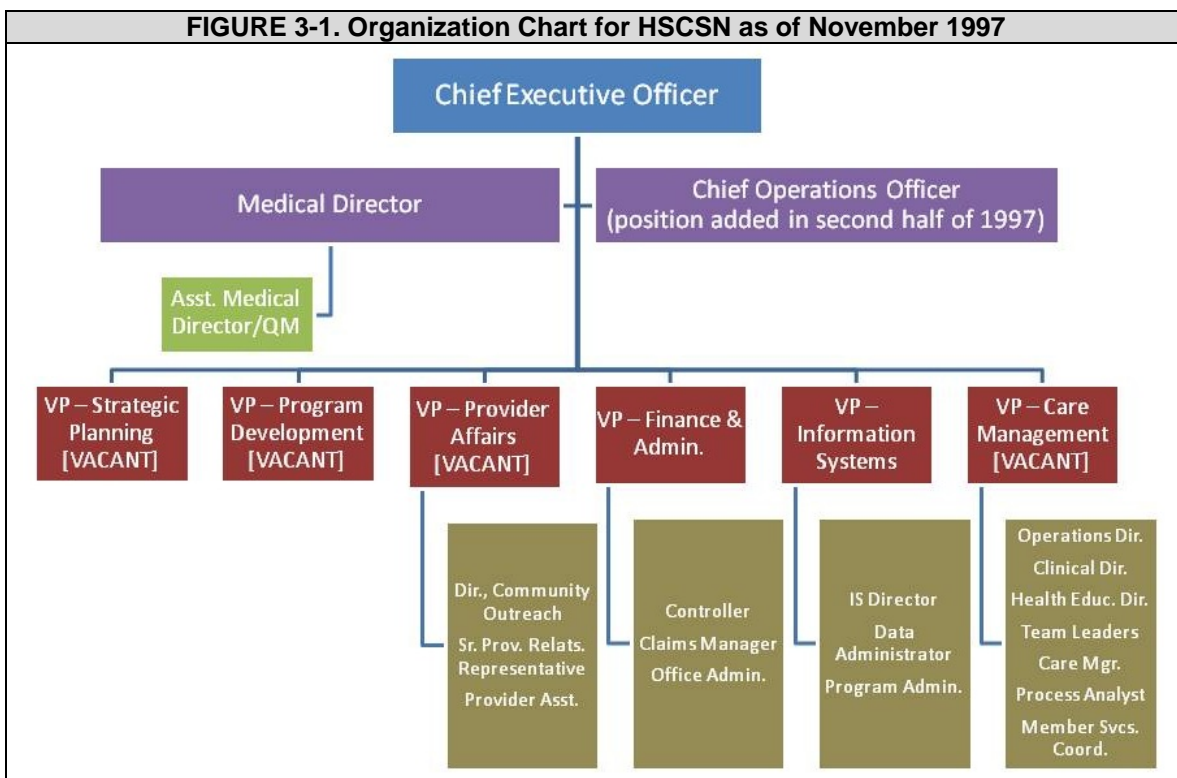 FIGURE 3-1. Organization Chart for HSCSN as of November 1997
Chief Executive Officer
Medical Director
Chief Operations Officer
(position added in second half of 1997)
Asst. Medical
Director/QM
VP – Strategic
Planning
[VACANT]
VP – Program
Development
[VACANT]
VP – Provider
Affairs
[VACANT]
VP – Finance &
Admin.
VP –
Information
Systems
VP – Care
Management
[VACANT]
Dir., Community
Outreach
Sr. Prov. Relats.
Representative
Provider Asst.
Controller
Claims Manager
Office Admin.
IS Director
Data
Administrator
Program Admin.
Operations Dir.
Clinical Dir.
Health Educ. Dir.
Team Leaders
Care Mgr.
Process Analyst
Member Svcs.
Coord.